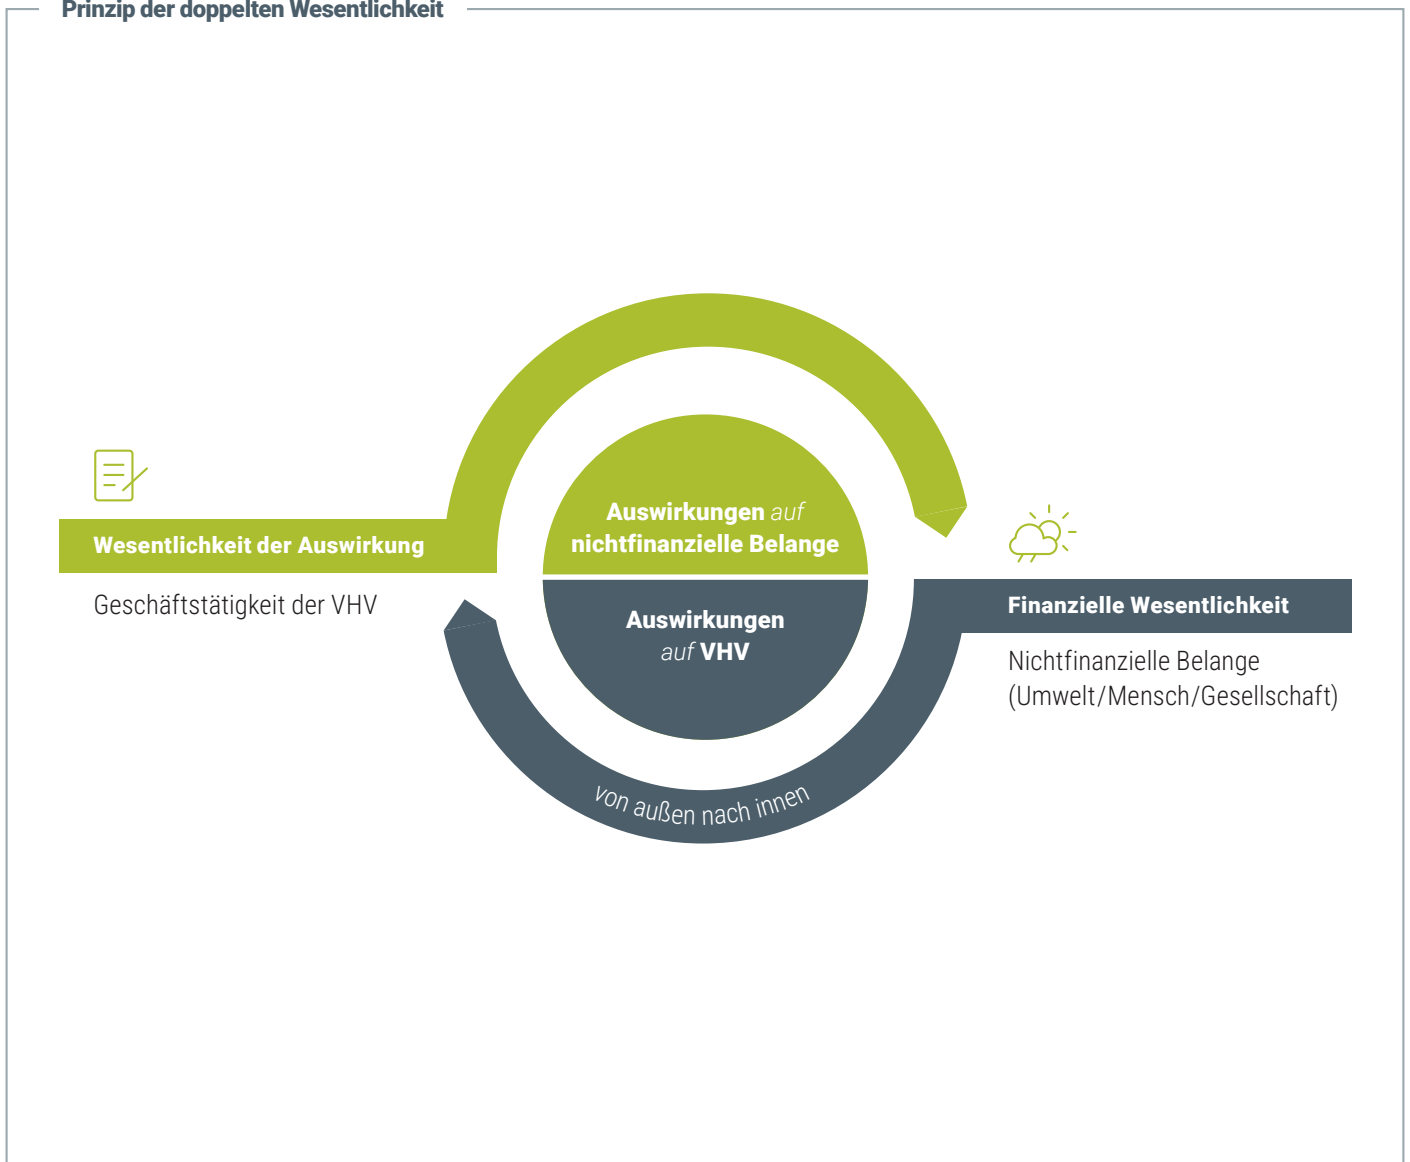 Prinzip der doppelten Wesentlichkeit
Auswirkungen auf
nichtfinanzielle Belange
Wesentlichkeit der Auswirkung
Geschäftstätigkeit der VHV
Auswirkungen
auf VHV
Finanzielle Wesentlichkeit
Nichtfinanzielle Belange
(Umwelt/Mensch/Gesellschaft)
von außen nach innen